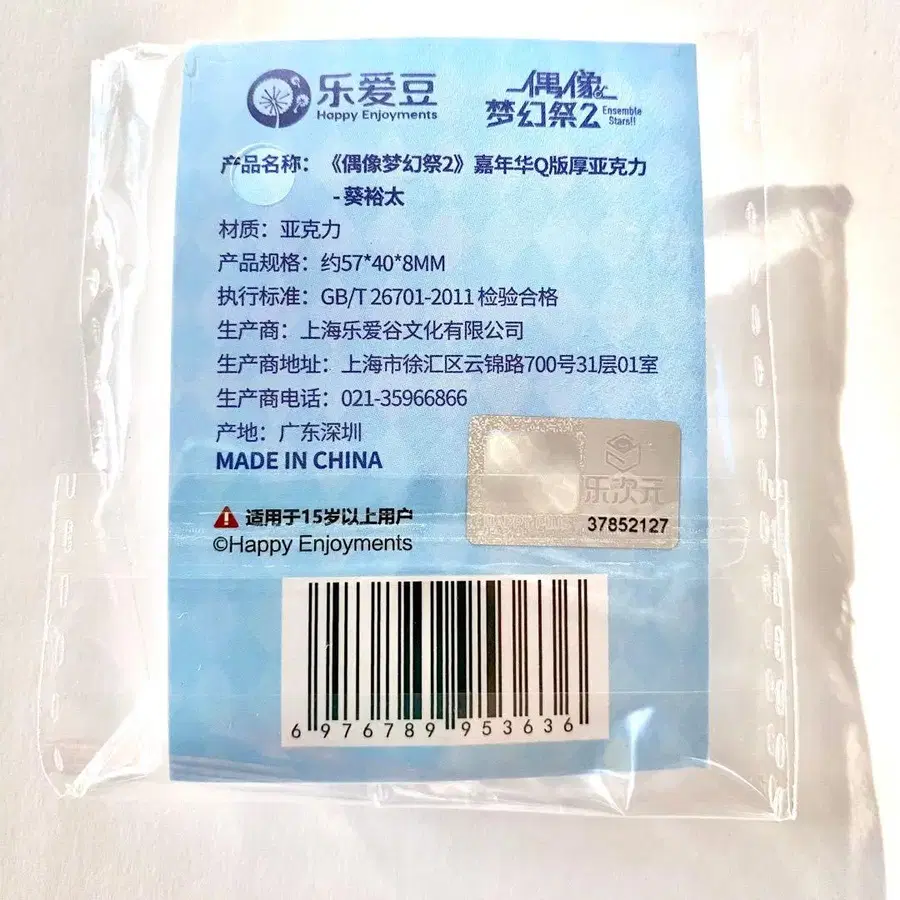 乐爱豆
Happy Enjoyments
偶像
梦幻祭2
Ensemble
Stars!!
产品名称：《偶像梦幻祭2》嘉年华Q版厚亚克力
- 葵裕太
材质：亚克力
产品规格：约57*40*8MM
执行标准：GB/T 26701-2011 检验合格
生产商：上海乐爱谷文化有限公司
生产商地址：上海市徐汇区云锦路700号31层01室
生产商电话：021-35966866
产地：广东深圳
MADE IN CHINA
乐次元
37852127
适用于15岁以上用户
©Happy Enjoyments
6976789953636